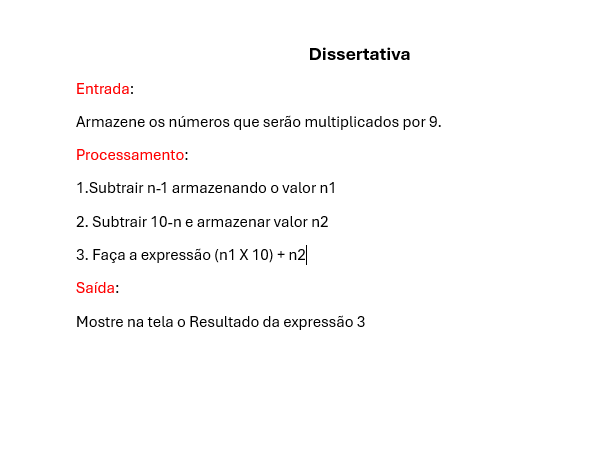 Dissertativa
Entrada:
Armazene os números que serão multiplicados por 9.
Processamento:
1.Subtrair n-1 armazenando o valor n1
2. Subtrair 10-n e armazenar valor n2
3. Faça a expressão (n1 X 10) + n2
Saída:
Mostre na tela o Resultado da expressão 3